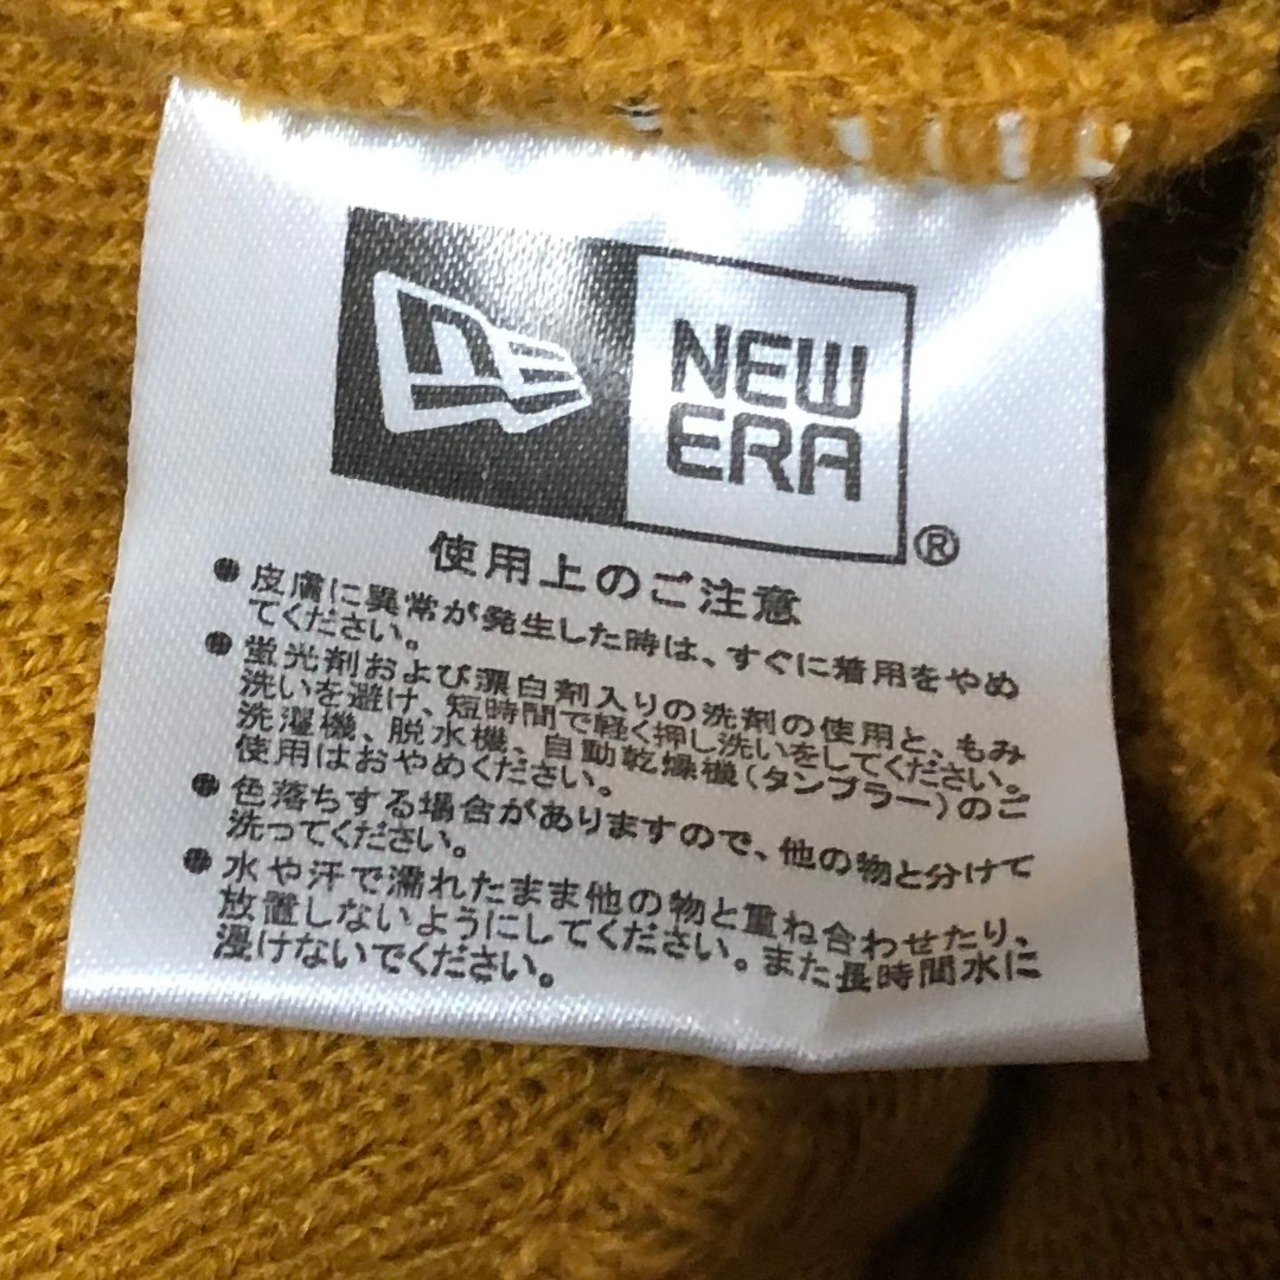 NEW
ERA
®
使用上のご注意
● 皮膚に異常が発生した時は、すぐに着用をやめ
てください。
● 蛍光剤および漂白剤入りの洗剤の使用と、もみ
洗いを避け、短時間で軽く押し洗いをしてください。
洗濯機、脱水機、自動乾燥機(タンブラー)のご
使用はおやめください。
● 色落ちする場合がありますので、他の物と分けて
洗ってください。
● 水や汗で濡れたまま他の物と重ね合わせたり、
放置しないようにしてください。また長時間水に
浸けないでください。